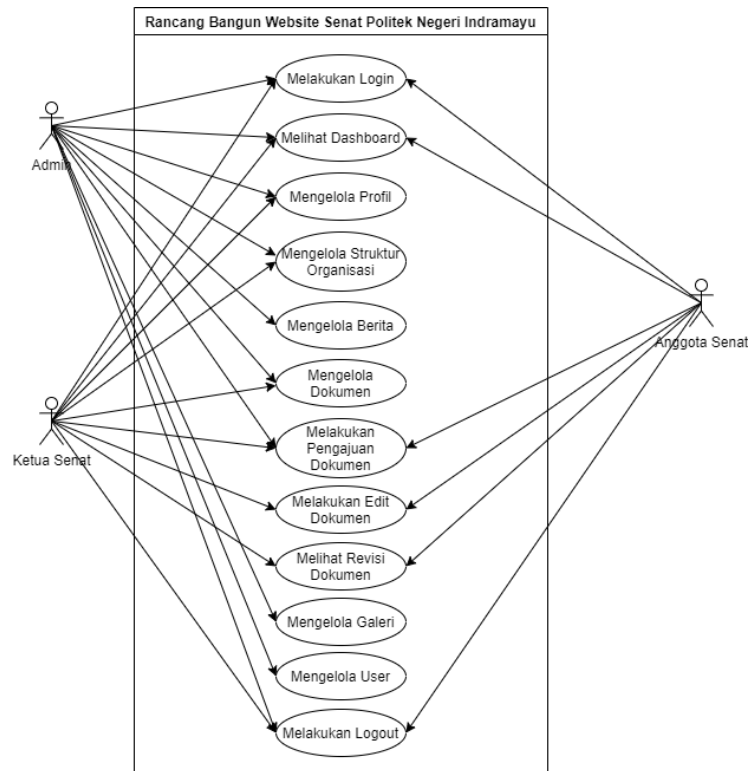 Rancang Bangun Website Senat Politek Negeri Indramayu
Melakukan Login
Melihat Dashboard
Admin
Mengelola Profil
Mengelola Struktur
Organisasi
Mengelola Berita
Anggota Senat
Mengelola
Dokumen
Melakukan
Pengajuan
Dokumen
Ketua Senat
Melakukan Edit
Dokumen
Melihat Revisi
Dokumen
Mengelola Galeri
Mengelola User
Melakukan Logout